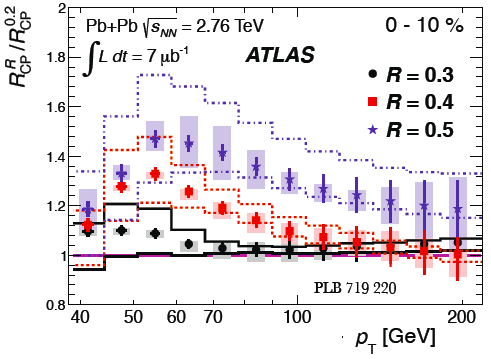 R^R_CP / R^0.2_CP
2
1.8
1.6
1.4
1.2
1
0.8
Pb+Pb √s_NN = 2.76 TeV
∫ L dt = 7 μb^-1
ATLAS
0 - 10 %
R = 0.3
R = 0.4
R = 0.5
PLB 719 220
40 50 60 70 100 200
p_T [GeV]